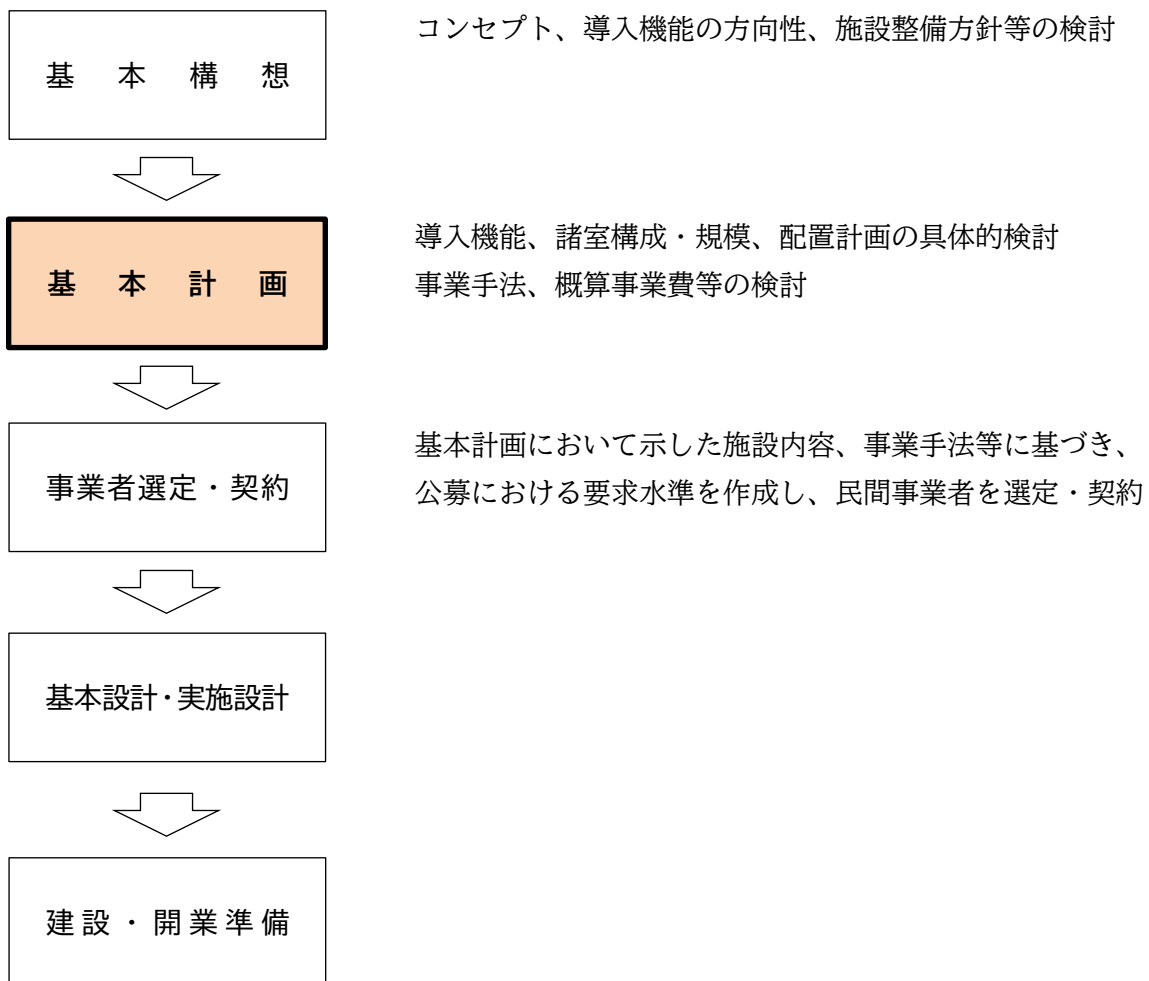 基本構想
コンセプト、導入機能の方向性、施設整備方針等の検討
基本計画
導入機能、諸室構成・規模、配置計画の具体的検討
事業手法、概算事業費等の検討
事業者選定・契約
基本計画において示した施設内容、事業手法等に基づき、
公募における要求水準を作成し、民間事業者を選定・契約
基本設計・実施設計
建設・開業準備